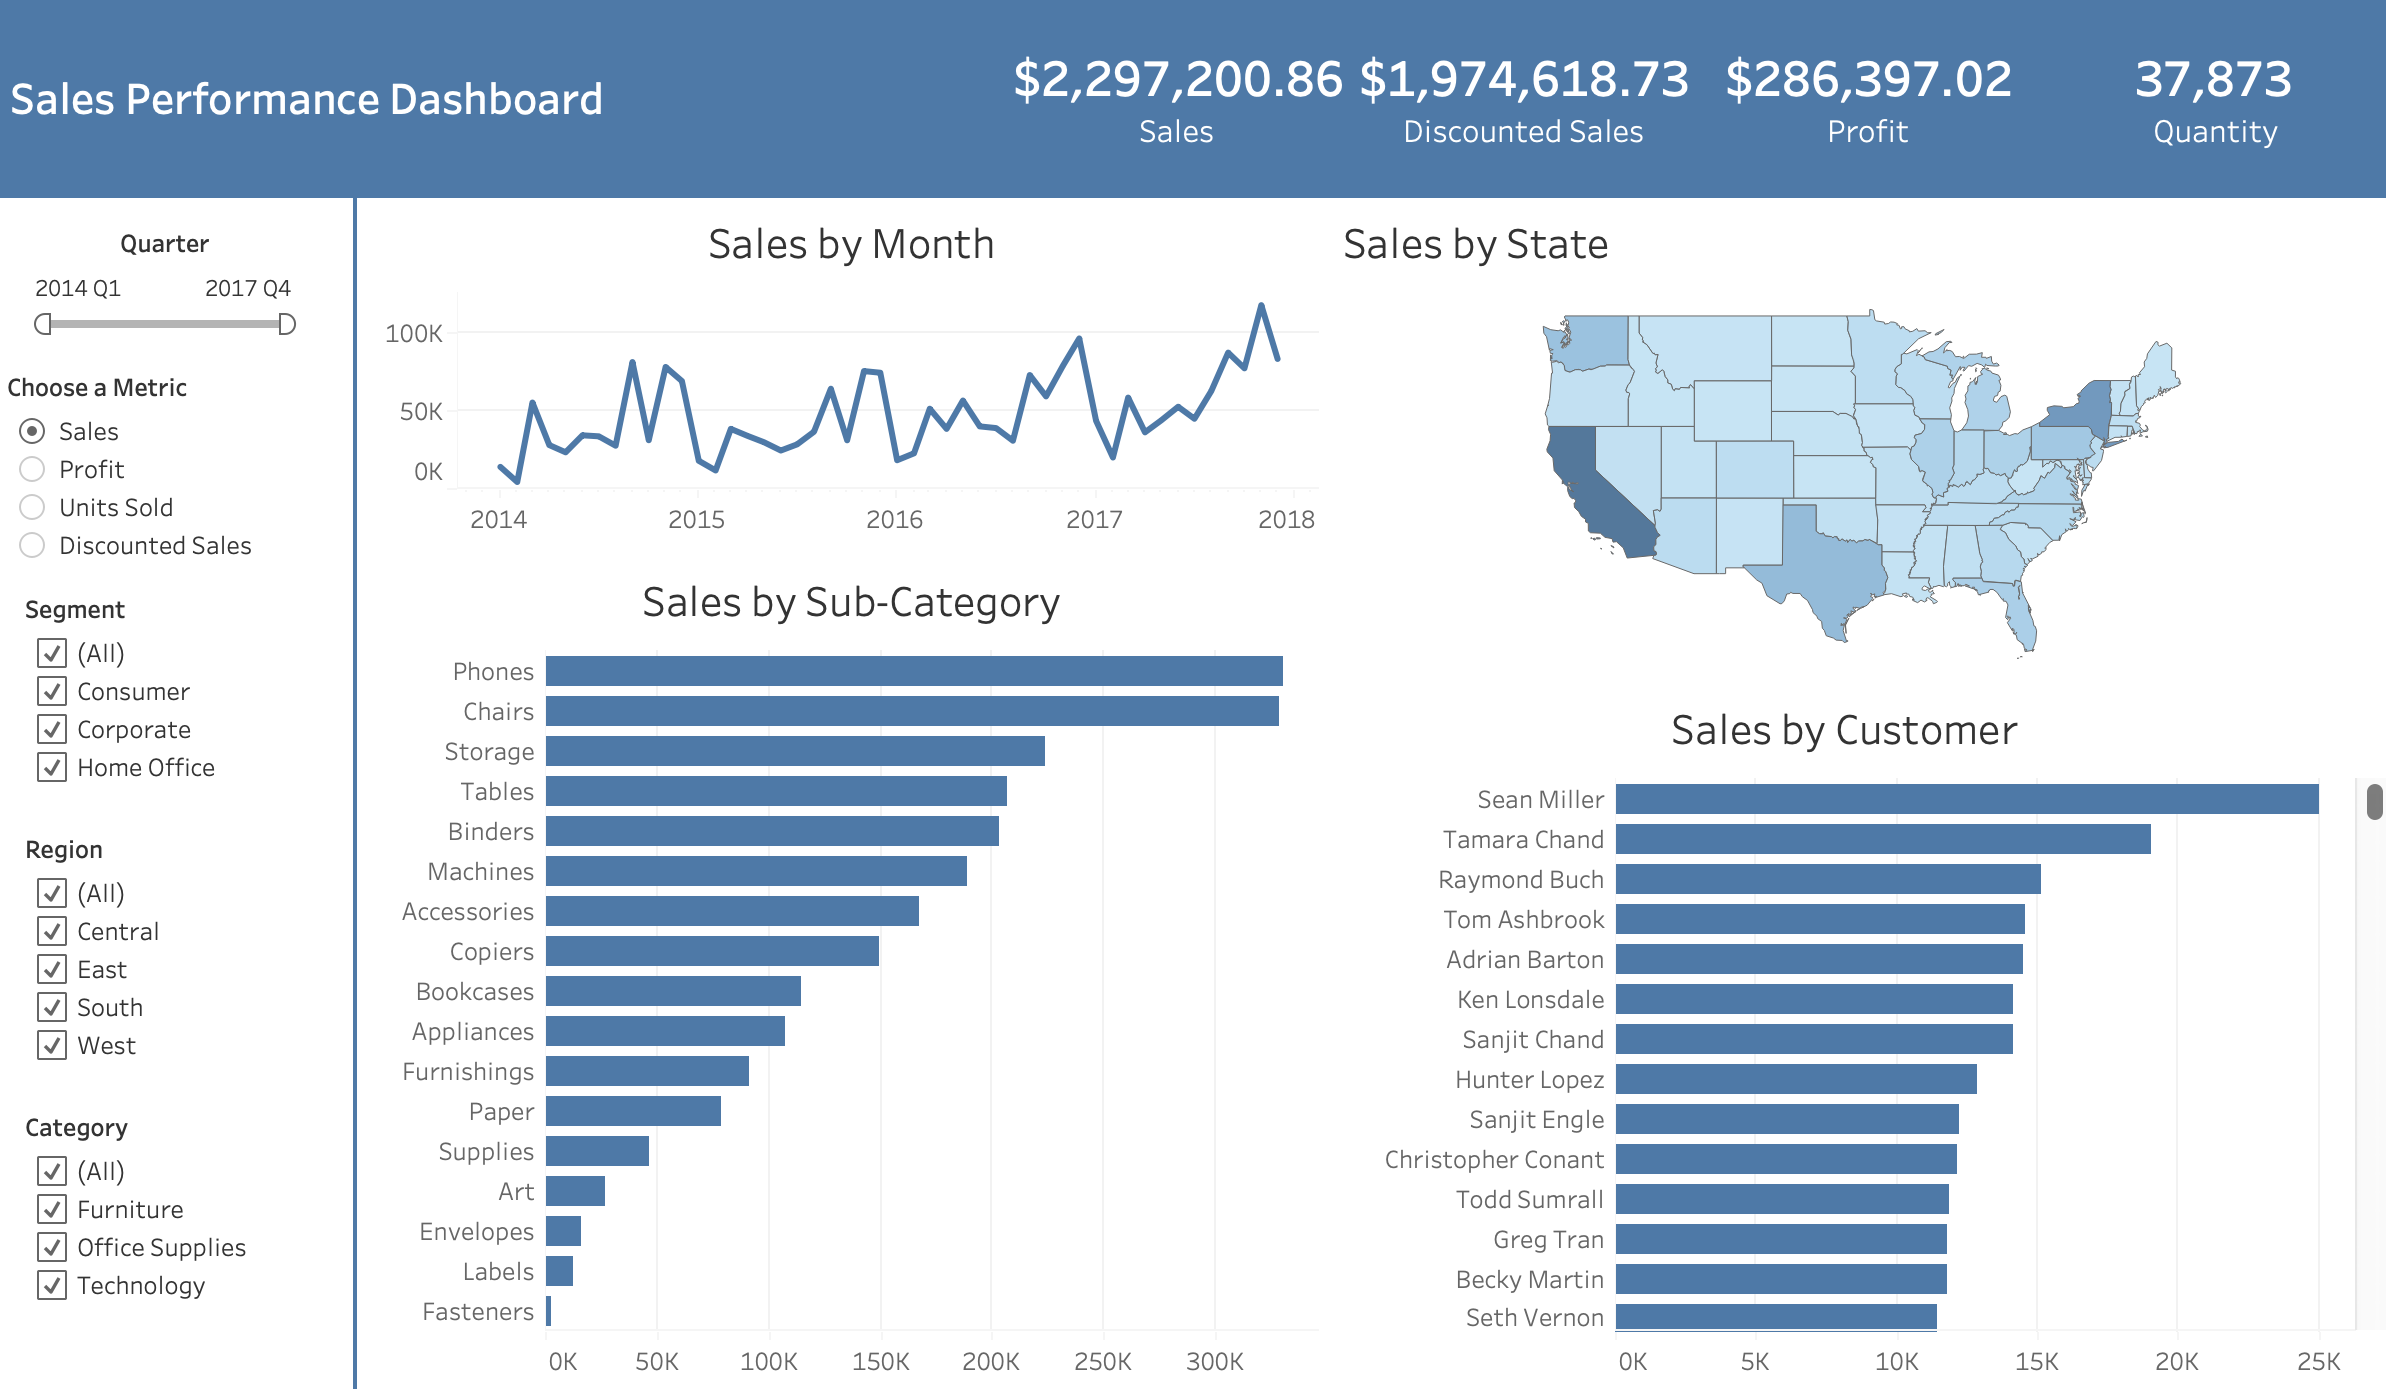 Sales Performance Dashboard
$2,297,200.86 $1,974,618.73 $286,397.02 37,873
Sales Discounted Sales Profit Quantity
Quarter
2014 Q1 2017 Q4
Choose a Metric
Sales
Profit
Units Sold
Discounted Sales
Segment
(All)
Consumer
Corporate
Home Office
Region
(All)
Central
East
South
West
Category
(All)
Furniture
Office Supplies
Technology
Sales by Month
100K
50K
0K
2014 2015 2016 2017 2018
Sales by Sub-Category
Phones
Chairs
Storage
Tables
Binders
Machines
Accessories
Copiers
Bookcases
Appliances
Furnishings
Paper
Supplies
Art
Envelopes
Labels
Fasteners
0K 50K 100K 150K 200K 250K 300K
Sales by State
Sales by Customer
Sean Miller
Tamara Chand
Raymond Buch
Tom Ashbrook
Adrian Barton
Ken Lonsdale
Sanjit Chand
Hunter Lopez
Sanjit Engle
Christopher Conant
Todd Sumrall
Greg Tran
Becky Martin
Seth Vernon
0K 5K 10K 15K 20K 25K